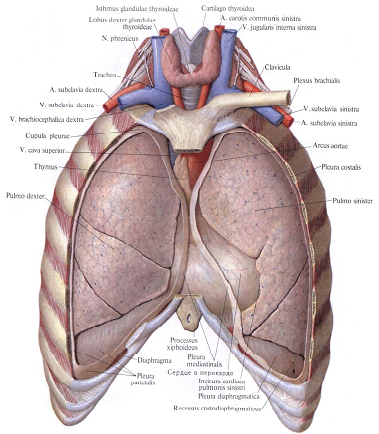 Isthmus glandulae thyroideae
Cartilago thyroidea
Lobus dexter glandulae
thyroideae
A. carotis communis sinistra
V. jugularis interna sinistra
N. phrenicus
Clavicula
Trachea
Plexus brachialis
A. subclavia dextra
V. subclavia dextra
V. subclavia sinistra
V. brachiocephalica dextra
A. subclavia sinistra
Cupula pleurae
Arcus aortae
V. cava superior
Pleura costalis
Thymus
Pulmo dexter
Pulmo sinister
Processus
xiphoideus
Diaphragma
Pleura
mediastinalis
Pleura
parietalis
Сердце в перикарде
Incisura cardiaca
pulmonis sinistri
Pleura diaphragmatica
Recessus costodiaphragmaticus